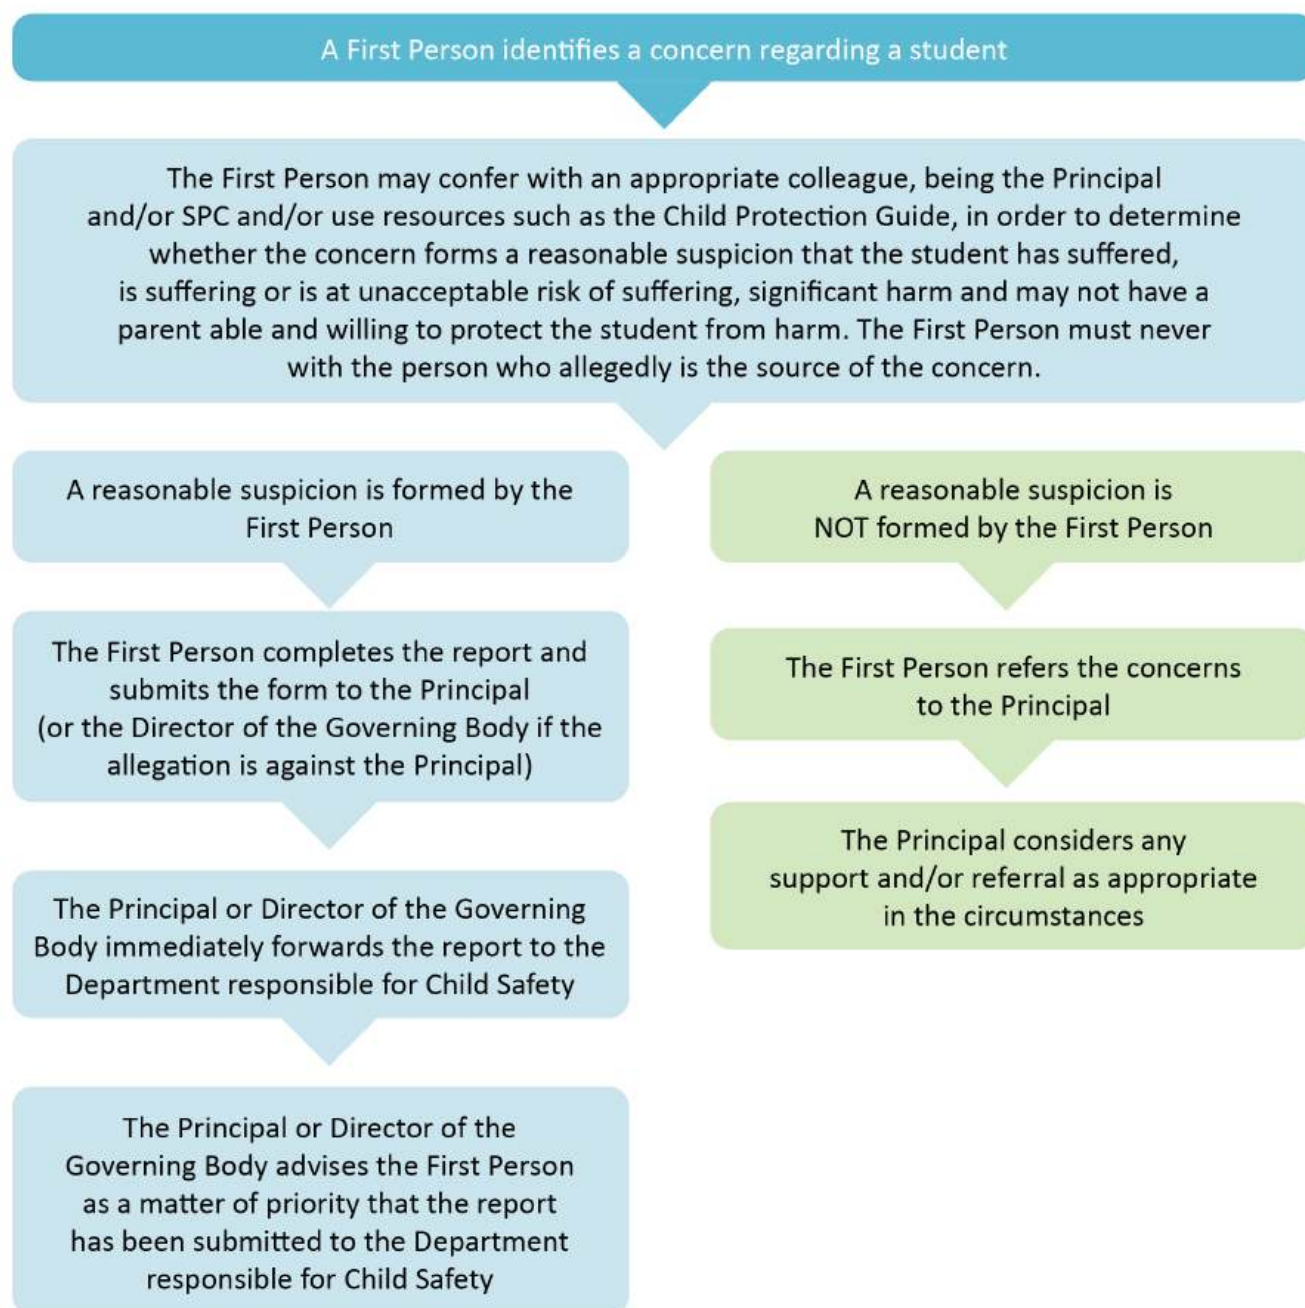 A First Person identifies a concern regarding a student
The First Person may confer with an appropriate colleague, being the Principal
and/or SPC and/or use resources such as the Child Protection Guide, in order to determine
whether the concern forms a reasonable suspicion that the student has suffered,
is suffering or is at unacceptable risk of suffering, significant harm and may not have a
parent able and willing to protect the student from harm. The First Person must never
with the person who allegedly is the source of the concern.
A reasonable suspicion is formed by the
First Person
The First Person completes the report and
submits the form to the Principal
(or the Director of the Governing Body if the
allegation is against the Principal)
The Principal or Director of the Governing
Body immediately forwards the report to the
Department responsible for Child Safety
The Principal or Director of the
Governing Body advises the First Person
as a matter of priority that the report
has been submitted to the Department
responsible for Child Safety
A reasonable suspicion is
NOT formed by the First Person
The First Person refers the concerns
to the Principal
The Principal considers any
support and/or referral as appropriate
in the circumstances